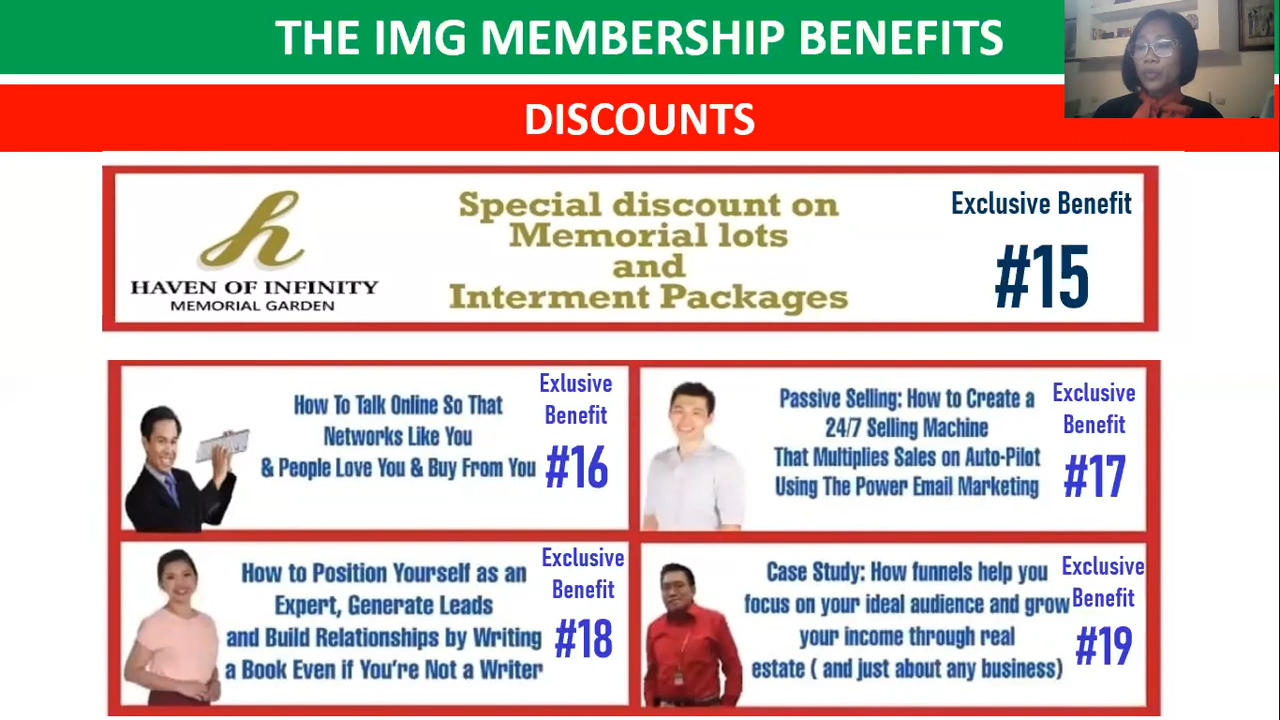 THE IMG MEMBERSHIP BENEFITS
DISCOUNTS
h
HAVEN OF INFINITY
MEMORIAL GARDEN
Special discount on
Memorial lots
and
Interment Packages
Exclusive Benefit
#15
How To Talk Online So That
Networks Like You
& People Love You & Buy From You
Exlusive
Benefit
#16
Passive Selling: How to Create a
24/7 Selling Machine
That Multiplies Sales on Auto-Pilot
Using The Power Email Marketing
Exclusive
Benefit
#17
How to Position Yourself as an
Expert, Generate Leads
and Build Relationships by Writing
a Book Even if You're Not a Writer
Exclusive
Benefit
#18
Case Study: How funnels help you
focus on your ideal audience and grow
your income through real
estate ( and just about any business)
Exclusive
Benefit
#19